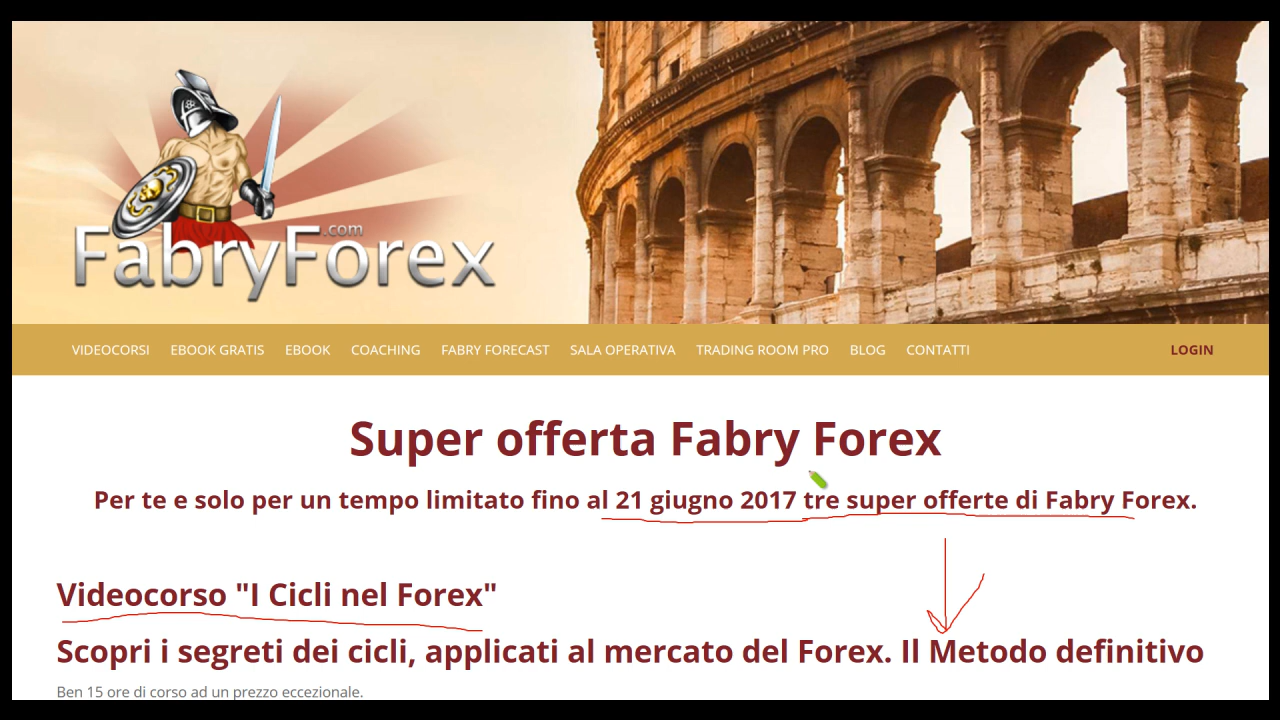 FabryForex
.com
VIDEOCORSI EBOOK GRATIS EBOOK COACHING FABRY FORECAST SALA OPERATIVA TRADING ROOM PRO BLOG CONTATTI LOGIN
Super offerta Fabry Forex
Per te e solo per un tempo limitato fino al 21 giugno 2017 tre super offerte di Fabry Forex.
Videocorso "I Cicli nel Forex"
Scopri i segreti dei cicli, applicati al mercato del Forex. Il Metodo definitivo
Ben 15 ore di corso ad un prezzo eccezionale.